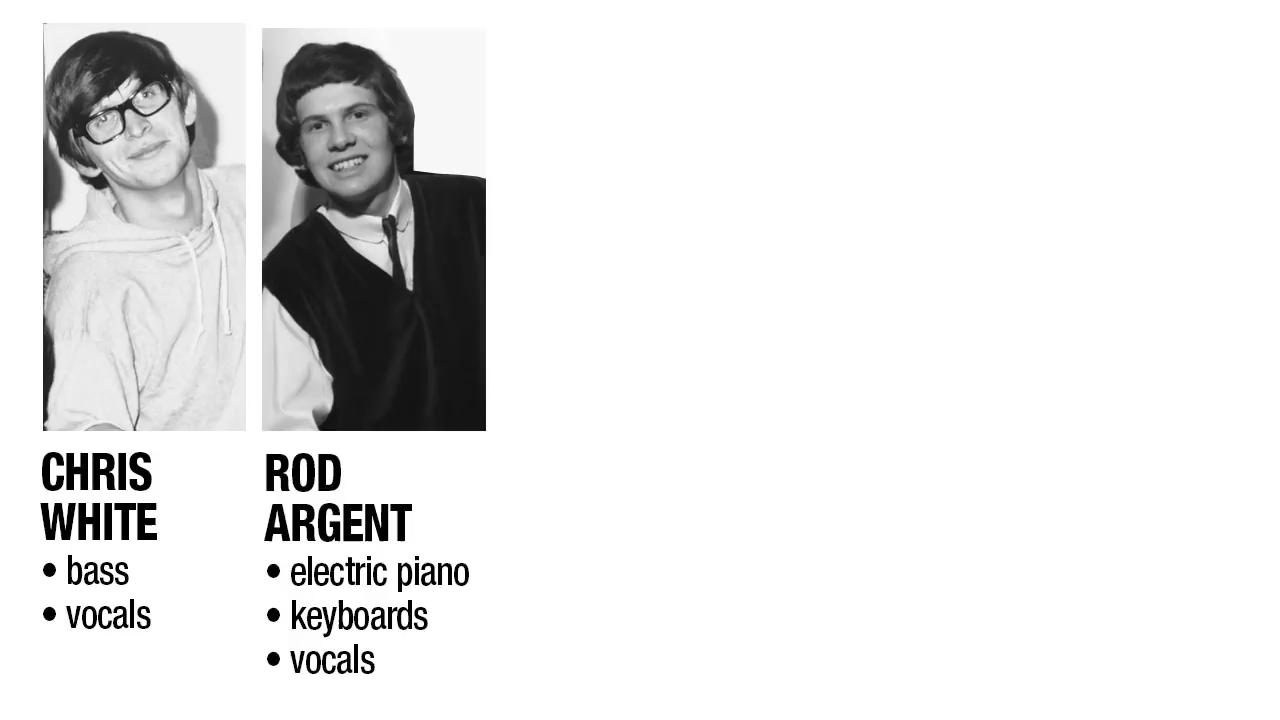 CHRIS
WHITE
• bass
• vocals
ROD
ARGENT
• electric piano
• keyboards
• vocals